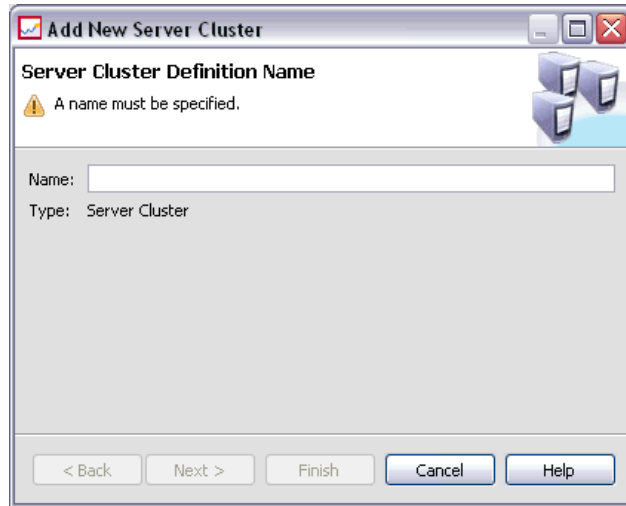 Add New Server Cluster
Server Cluster Definition Name
A name must be specified.
Name:
Type: Server Cluster
< Back Next > Finish Cancel Help